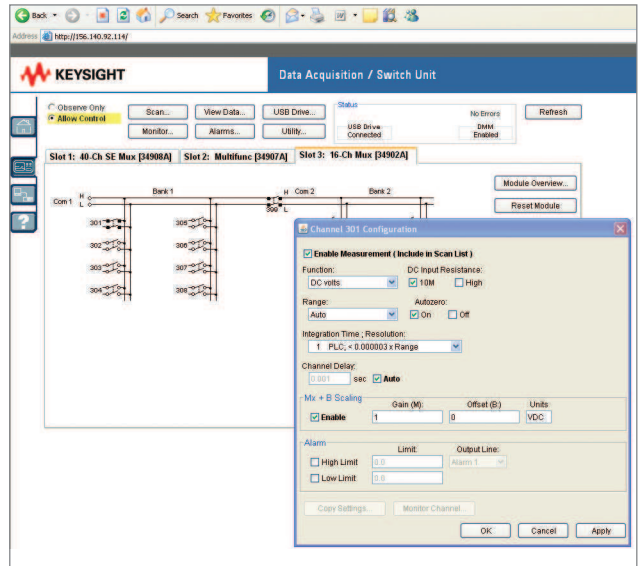 Back Search Favorites
Address http://156.140.92.114/
KEYSIGHT Data Acquisition / Switch Unit
Observe Only
Allow Control
Scan... View Data... USB Drive...
Monitor... Alarms... Utility...
Status
No Errors
USB Drive Connected
DMM Enabled
Refresh
Slot 1: 40-Ch SE Mux [34908A] Slot 2: Multifunc [34907A] Slot 3: 16-Ch Mux [34902A]
Module Overview...
Reset Module
Com 1 H L Bank 1 H Com 2 Bank 2
399 L
301 305
302 306
303 307
304 308
Channel 301 Configuration
Enable Measurement ( Include in Scan List )
Function: DC Input Resistance:
DC volts 10M High
Range: Autozero:
Auto On Off
Integration Time ; Resolution:
1 PLC, < 0.000003 x Range
Channel Delay:
0.001 sec Auto
Mx + B Scaling
Gain (M): Offset (B:) Units
Enable 1 0 VDC
Alarm
Limit: Output Line:
High Limit 0.0 Alarm 1
Low Limit 0.0
Copy Settings... Monitor Channel...
OK Cancel Apply